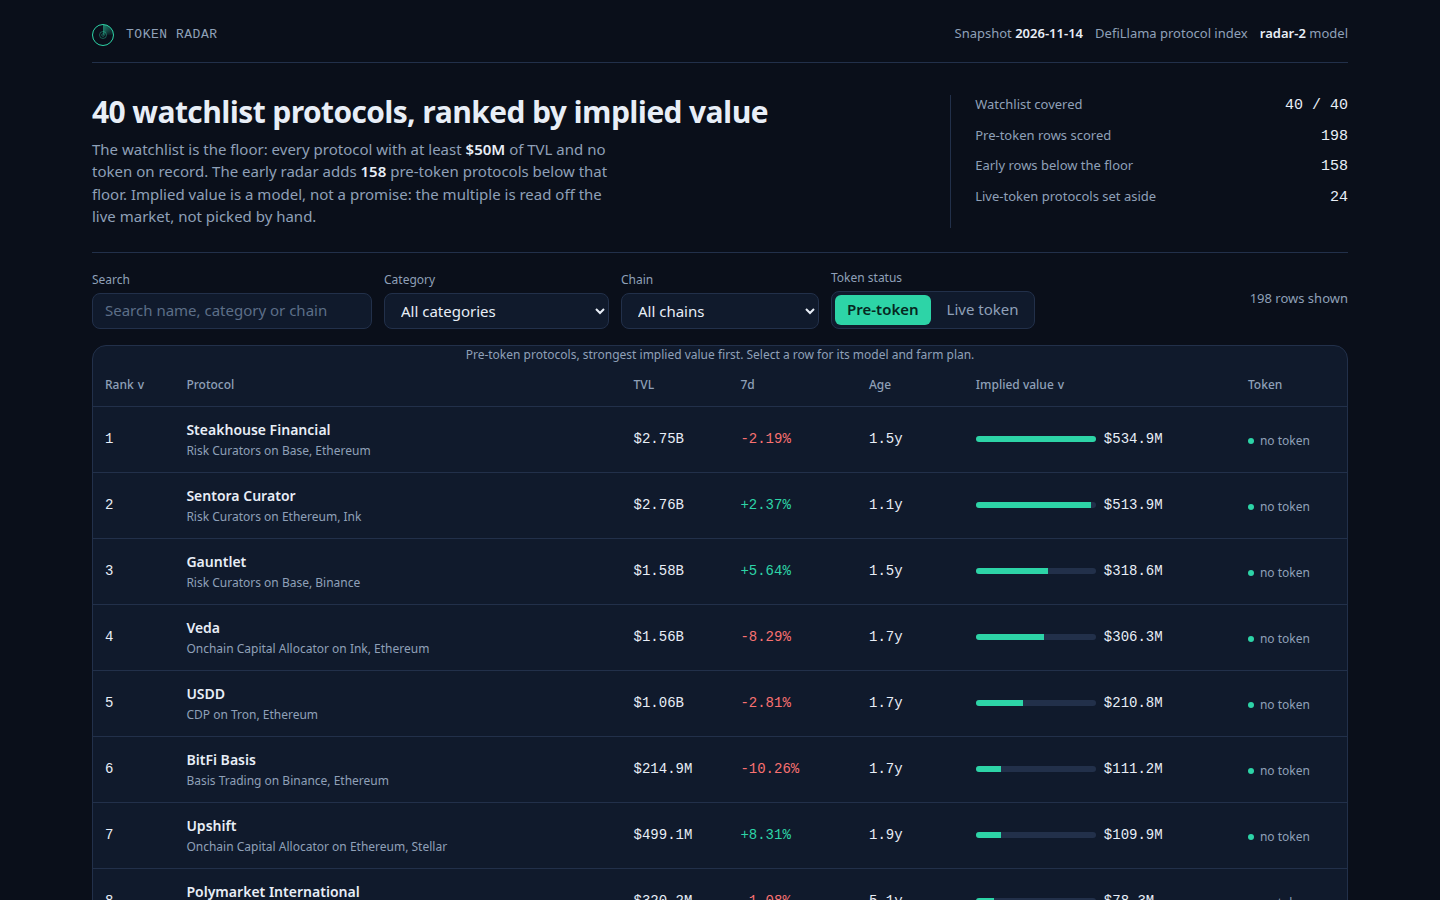 TOKEN RADAR
Snapshot 2026-11-14 DefiLlama protocol index radar-2 model
40 watchlist protocols, ranked by implied value
The watchlist is the floor: every protocol with at least $50M of TVL and no
token on record. The early radar adds 158 pre-token protocols below that
floor. Implied value is a model, not a promise: the multiple is read off the
live market, not picked by hand.
Watchlist covered 40 / 40
Pre-token rows scored 198
Early rows below the floor 158
Live-token protocols set aside 24
Search Category Chain Token status
Search name, category or chain All categories All chains Pre-token Live token 198 rows shown
Pre-token protocols, strongest implied value first. Select a row for its model and farm plan.
Rank v Protocol TVL 7d Age Implied value v Token
1 Steakhouse Financial $2.75B -2.19% 1.5y $534.9M no token
Risk Curators on Base, Ethereum
2 Sentora Curator $2.76B +2.37% 1.1y $513.9M no token
Risk Curators on Ethereum, Ink
3 Gauntlet $1.58B +5.64% 1.5y $318.6M no token
Risk Curators on Base, Binance
4 Veda $1.56B -8.29% 1.7y $306.3M no token
Onchain Capital Allocator on Ink, Ethereum
5 USDD $1.06B -2.81% 1.7y $210.8M no token
CDP on Tron, Ethereum
6 BitFi Basis $214.9M -10.26% 1.7y $111.2M no token
Basis Trading on Binance, Ethereum
7 Upshift $499.1M +8.31% 1.9y $109.9M no token
Onchain Capital Allocator on Ethereum, Stellar
Polymarket International